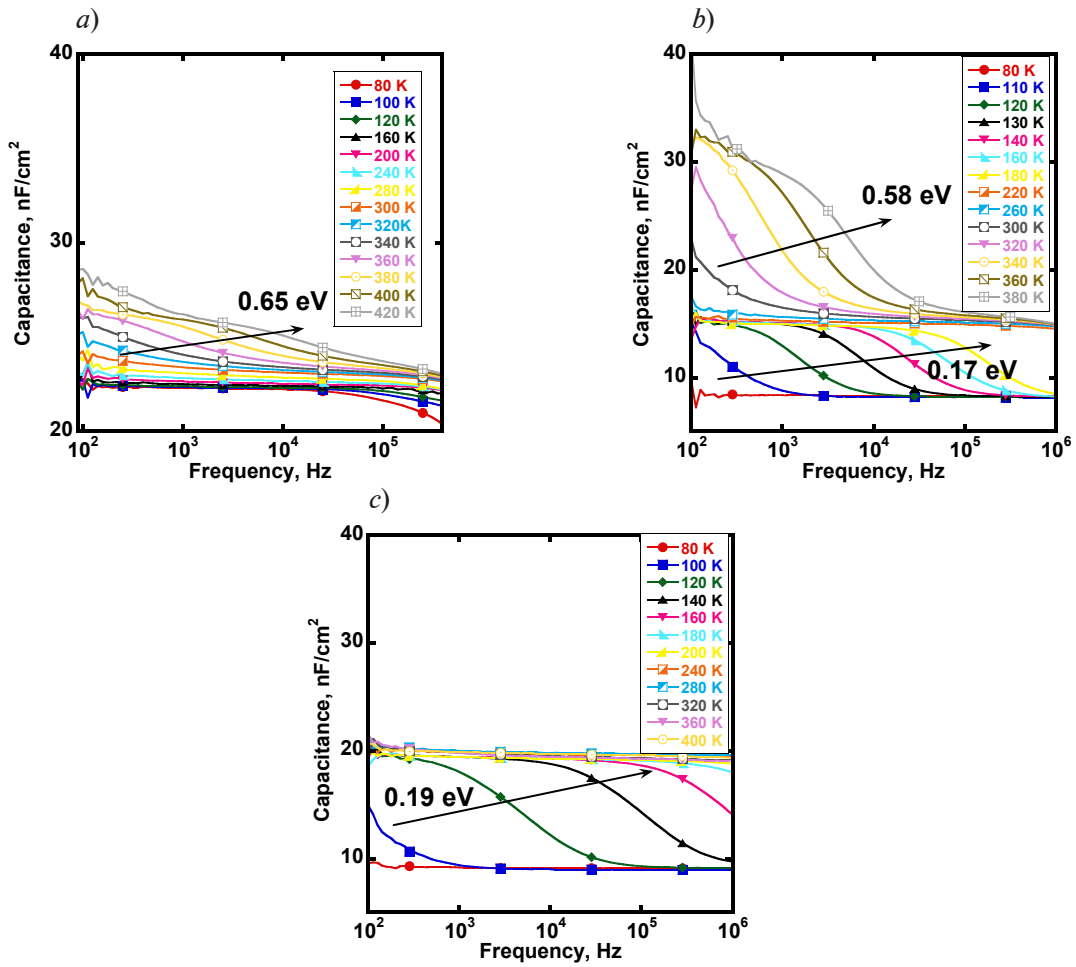 a)
40
30
20
Capacitance, nF/cm²
80 K
100 K
120 K
160 K
200 K
240 K
280 K
300 K
320K
340 K
360 K
380 K
400 K
420 K
0.65 eV
10² 10³ 10⁴ 10⁵
Frequency, Hz
b)
40
30
20
10
Capacitance, nF/cm²
80 K
110 K
120 K
130 K
140 K
160 K
180 K
220 K
260 K
300 K
320 K
340 K
360 K
380 K
0.58 eV
0.17 eV
10² 10³ 10⁴ 10⁵ 10⁶
Frequency, Hz
c)
40
30
20
10
Capacitance, nF/cm²
80 K
100 K
120 K
140 K
160 K
180 K
200 K
240 K
280 K
320 K
360 K
400 K
0.19 eV
10² 10³ 10⁴ 10⁵ 10⁶
Frequency, Hz